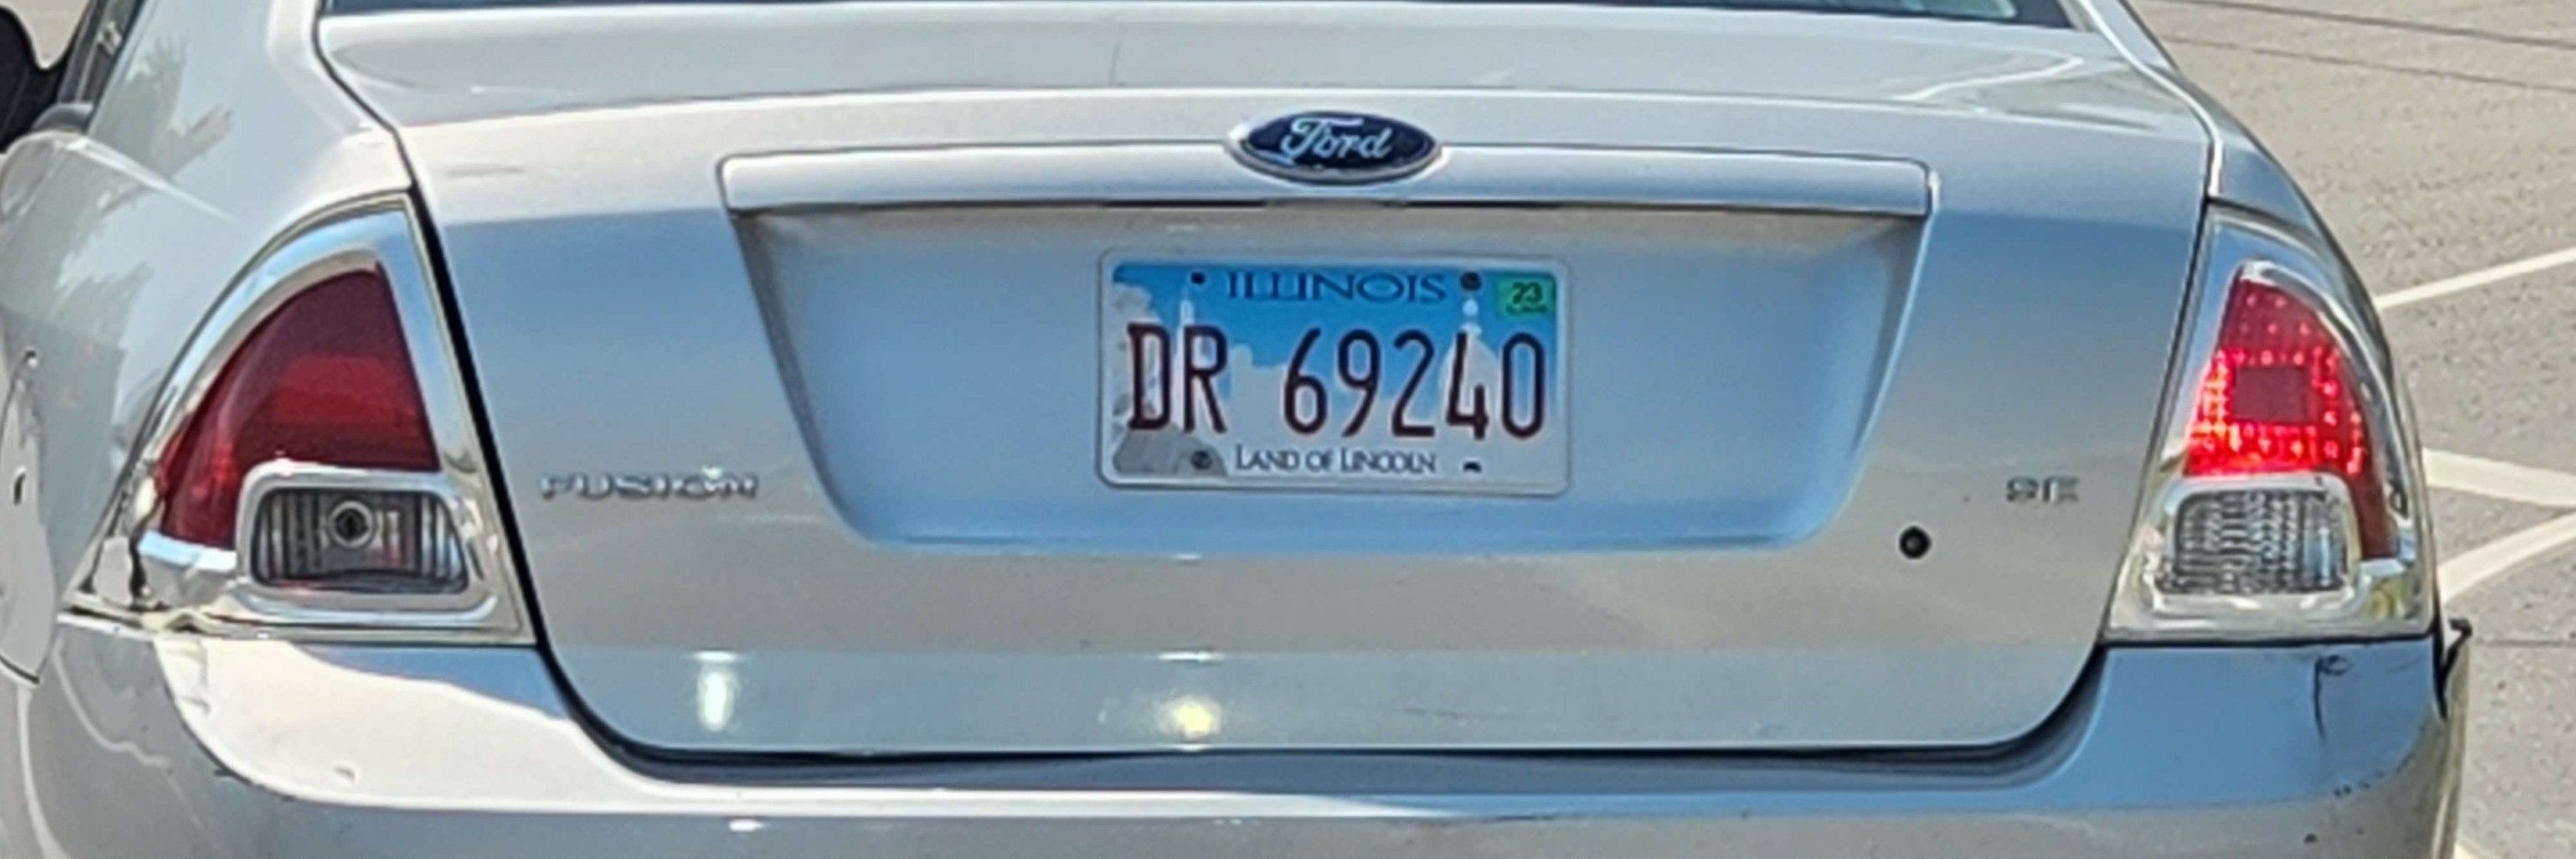 Ford
ILLINOIS 23
DR 69240
LAND OF LINCOLN
FUSION
SE